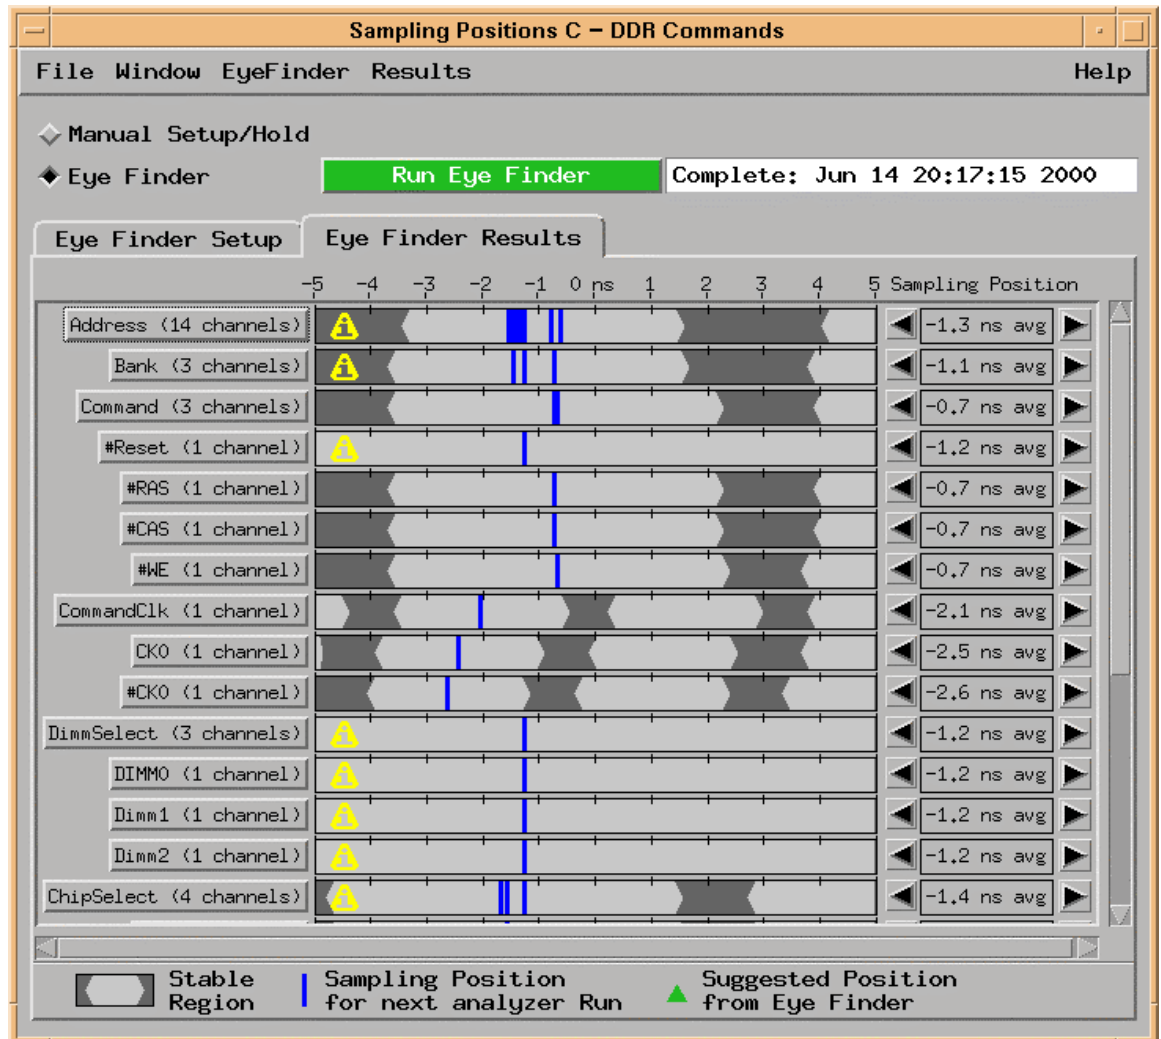 Sampling Positions C – DDR Commands
File Window EyeFinder Results Help
Manual Setup/Hold
Eye Finder Run Eye Finder Complete: Jun 14 20:17:15 2000
Eye Finder Setup Eye Finder Results
-5 -4 -3 -2 -1 0 ns 1 2 3 4 5 Sampling Position
Address (14 channels) -1.3 ns avg
Bank (3 channels) -1.1 ns avg
Command (3 channels) -0.7 ns avg
#Reset (1 channel) -1.2 ns avg
#RAS (1 channel) -0.7 ns avg
#CAS (1 channel) -0.7 ns avg
#WE (1 channel) -0.7 ns avg
CommandClk (1 channel) -2.1 ns avg
CK0 (1 channel) -2.5 ns avg
#CK0 (1 channel) -2.6 ns avg
DimmSelect (3 channels) -1.2 ns avg
DIMM0 (1 channel) -1.2 ns avg
Dimm1 (1 channel) -1.2 ns avg
Dimm2 (1 channel) -1.2 ns avg
ChipSelect (4 channels) -1.4 ns avg
Stable Sampling Position Suggested Position
Region for next analyzer Run from Eye Finder